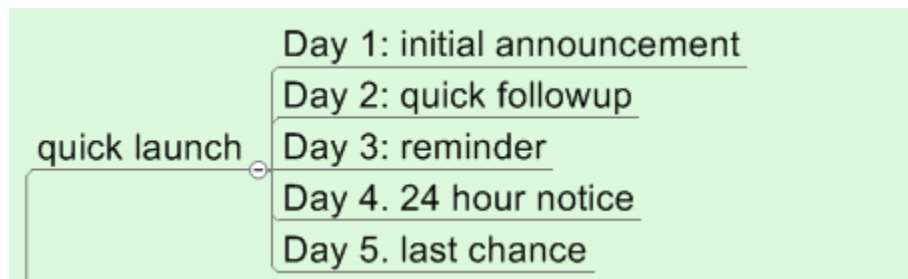 Day 1: initial announcement
Day 2: quick followup
quick launch
Day 3: reminder
Day 4. 24 hour notice
Day 5. last chance